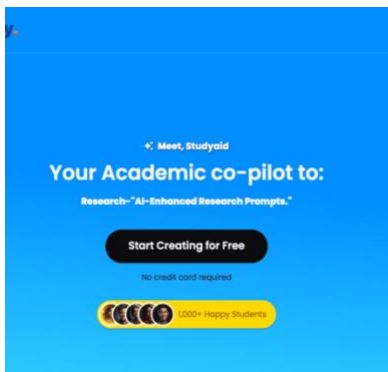 y.
Meet, Studyaid
Your Academic co-pilot to:
Research-"AI-Enhanced Research Prompts."
Start Creating for Free
No credit card required
1,000+ Happy Students